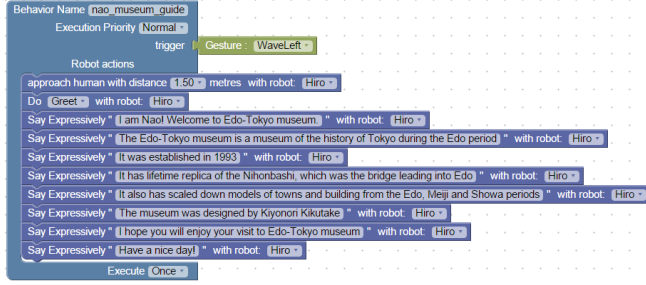 Behavior Name nao_museum_guide
Execution Priority Normal
trigger Gesture : WaveLeft
Robot actions
approach human with distance 1.50 metres with robot: Hiro
Do Greet with robot: Hiro
Say Expressively " I am Nao! Welcome to Edo-Tokyo museum. " with robot: Hiro
Say Expressively " The Edo-Tokyo museum is a museum of the history of Tokyo during the Edo period " with robot: Hiro
Say Expressively " It was established in 1993 " with robot: Hiro
Say Expressively " It has lifetime replica of the Nihonbashi, which was the bridge leading into Edo " with robot: Hiro
Say Expressively " It also has scaled down models of towns and building from the Edo, Meiji and Showa periods " with robot: Hiro
Say Expressively " The museum was designed by Kiyonori Kikutake " with robot: Hiro
Say Expressively " I hope you will enjoy your visit to Edo-Tokyo museum " with robot: Hiro
Say Expressively " Have a nice day! " with robot: Hiro
Execute Once